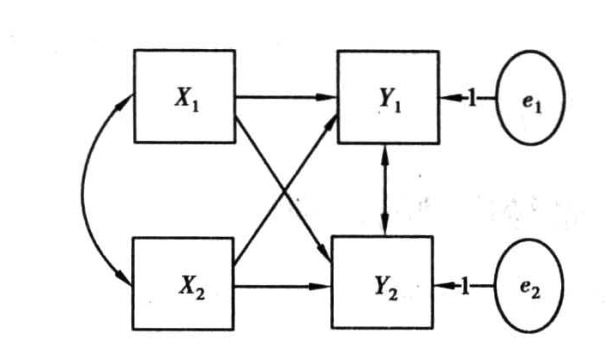 X₁ Y₁ 1 e₁
X₂ Y₂ 1 e₂